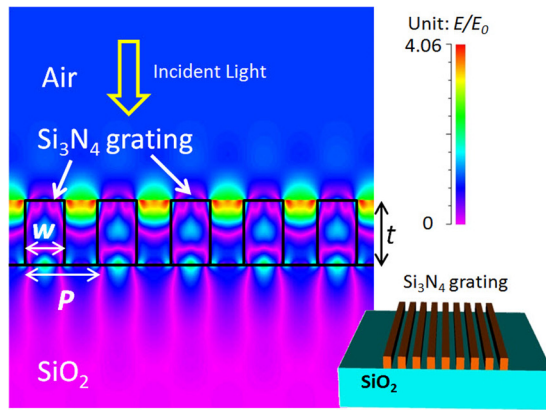 Unit: E/E₀
4.06
0
Air
Incident Light
Si₃N₄ grating
w
P
t
SiO₂
Si₃N₄ grating
SiO₂